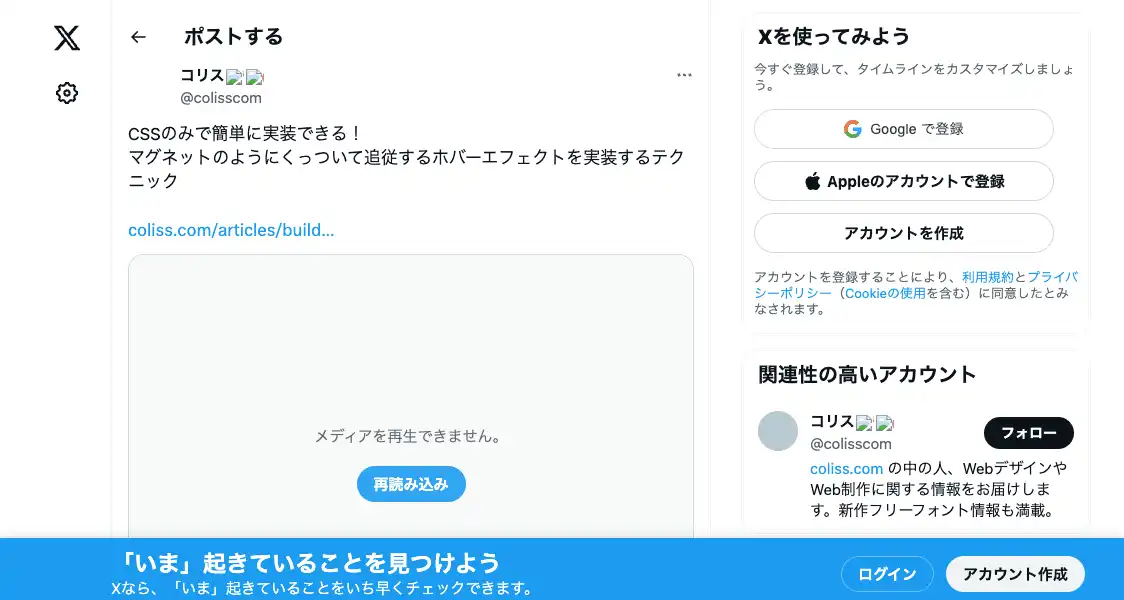 ポストする
コリス
@colisscom
CSSのみで簡単に実装できる！
マグネットのようにくっついて追従するホバーエフェクトを実装するテク
ニック
coliss.com/articles/build...
メディアを再生できません。
再読み込み
Xを使ってみよう
今すぐ登録して、タイムラインをカスタマイズしましょ
う。
Google で登録
Appleのアカウントで登録
アカウントを作成
アカウントを登録することにより、利用規約とプライバ
シーポリシー（Cookieの使用を含む）に同意したとみ
なされます。
関連性の高いアカウント
コリス
@colisscom
フォロー
coliss.com の中の人、Webデザインや
Web制作に関する情報をお届けしま
す。新作フリーフォント情報も満載。
「いま」起きていることを見つけよう
Xなら、「いま」起きていることをいち早くチェックできます。
ログイン
アカウント作成